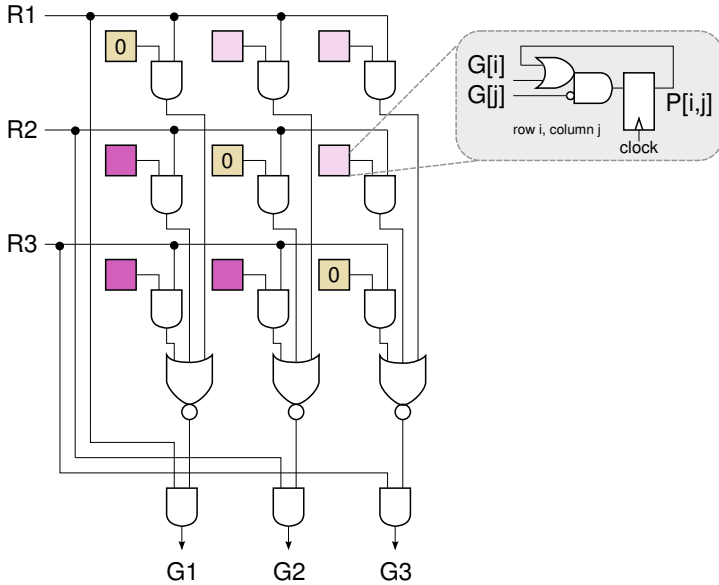 R1
0
G[i]
G[j]
P[i,j]
row i, column j
clock
R2
0
R3
0
G1 G2 G3